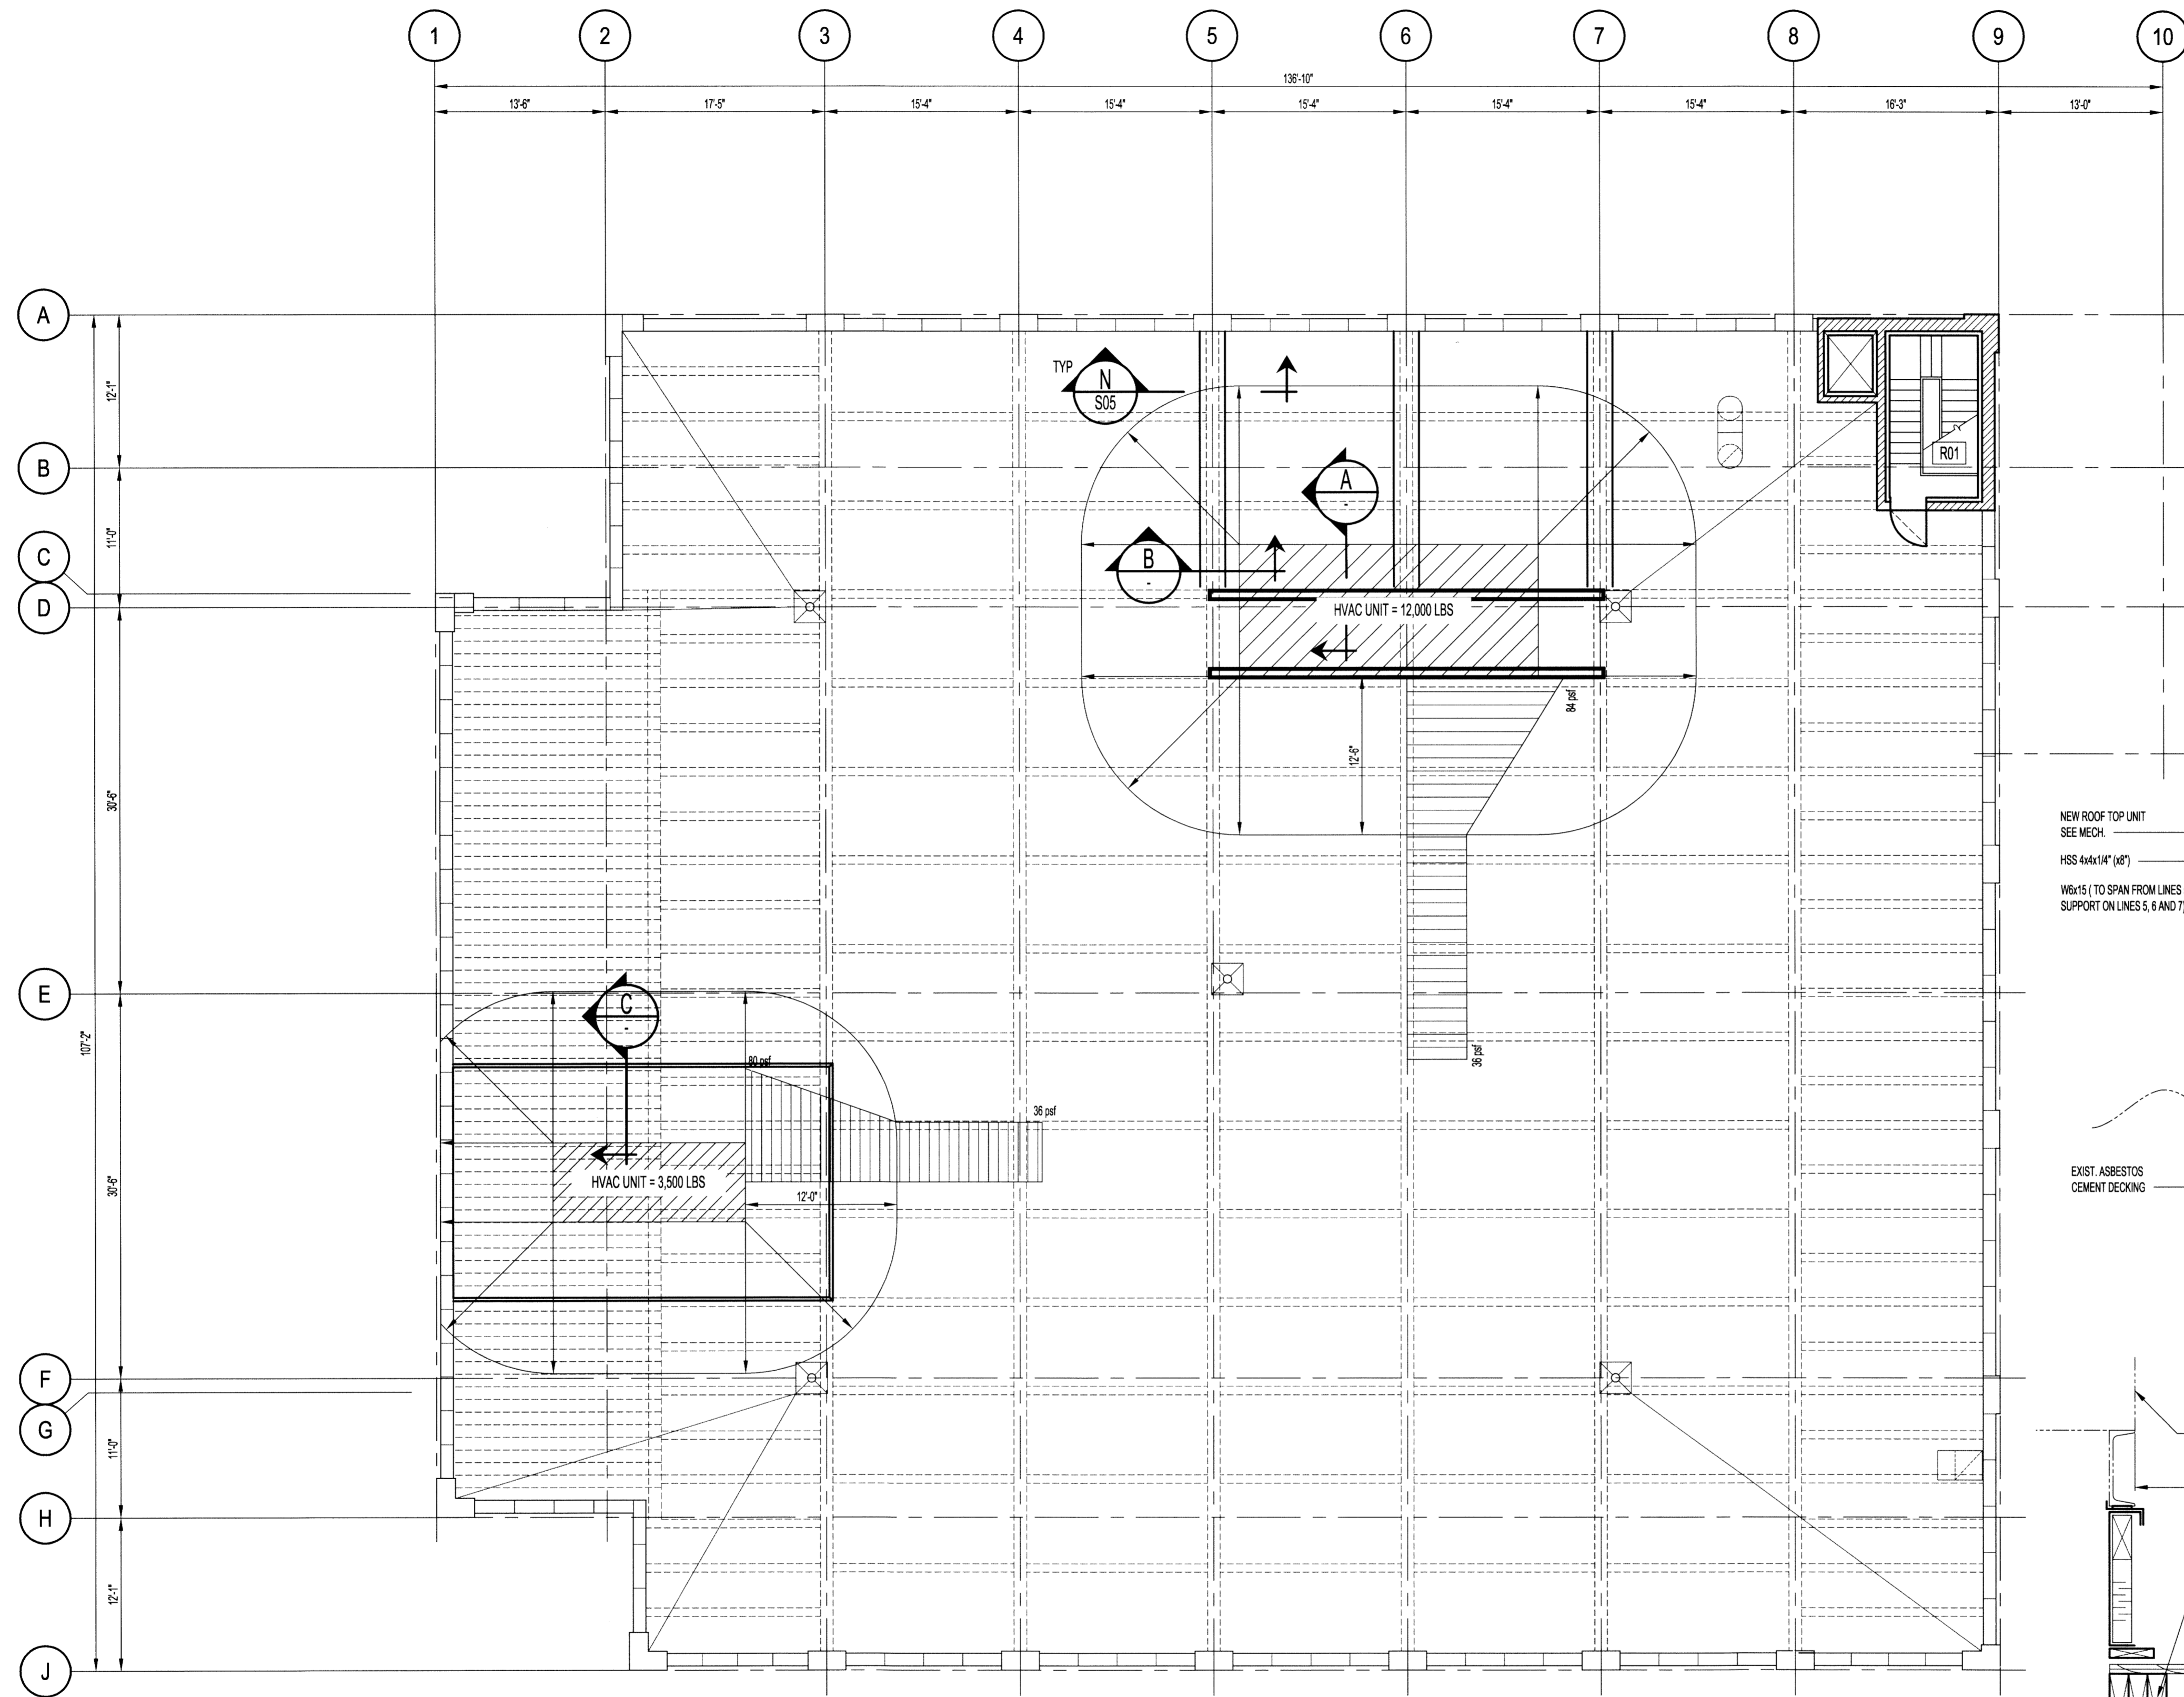 1 2 3 4 5 6 7 8 9 10
136'-10"
13'-6" 17'-5" 15'-4" 15'-4" 15'-4" 15'-4" 15'-4" 16'-3" 13'-0"
A
12'-1"
TYP
N
S05
B
R01
A
-
11'-0"
C
B
-
D
HVAC UNIT = 12,000 LBS
84 psf
12'-6"
30'-6"
NEW ROOF TOP UNIT
SEE MECH.
HSS 4x4x1/4" (x8")
W6x15 ( TO SPAN FROM LINES
SUPPORT ON LINES 5, 6 AND 7)
E
C
-
107'-2"
36 psf
80 psf
36 psf
EXIST. ASBESTOS
CEMENT DECKING
30'-6"
HVAC UNIT = 3,500 LBS
12'-0"
F
G
11'-0"
H
12'-1"
J